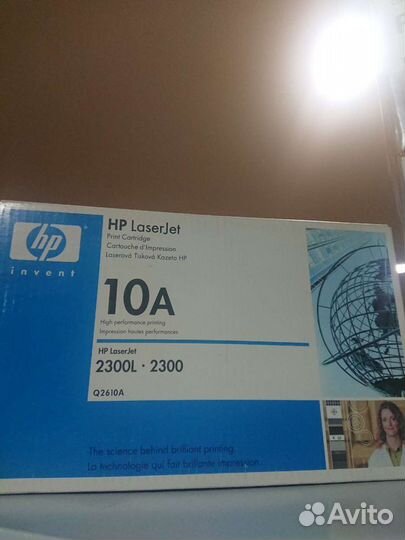 HP LaserJet
Print Cartridge
Cartouche d'Impression
Laserová Tisková Kazeta HP
hp
invent
10A
High performance printing
Impression hautes performances
HP LaserJet
2300L · 2300
Q2610A
The science behind brilliant printing.
La technologie qui fait brillante impression.
Avito